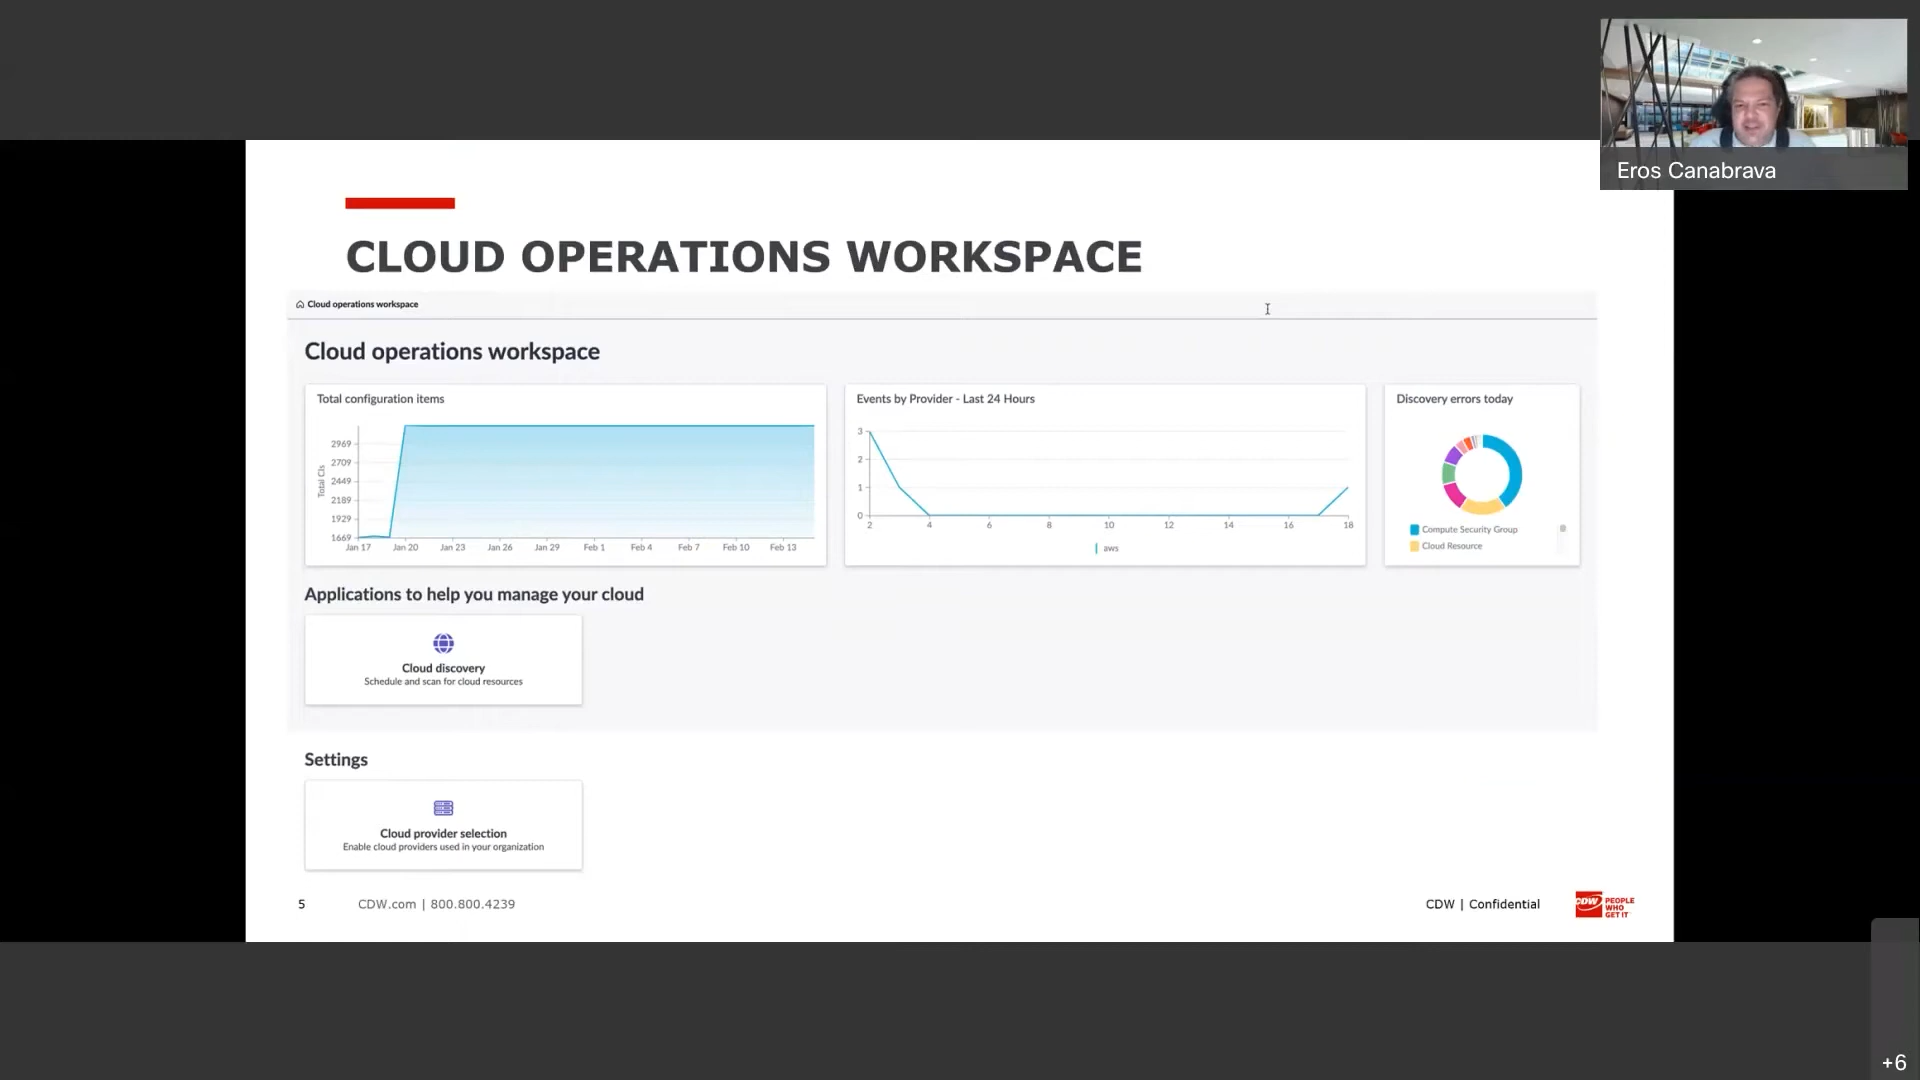 Eros Canabrava
CLOUD OPERATIONS WORKSPACE
Cloud operations workspace
Cloud operations workspace
Total configuration items
Total CIs
2969
2709
2449
2189
1929
1669
Jan 17 Jan 20 Jan 23 Jan 26 Jan 29 Feb 1 Feb 4 Feb 7 Feb 10 Feb 13
Events by Provider - Last 24 Hours
3
2
1
0
2 4 6 8 10 12 14 16 18
aws
Discovery errors today
Compute Security Group
Cloud Resource
Applications to help you manage your cloud
Cloud discovery
Schedule and scan for cloud resources
Settings
Cloud provider selection
Enable cloud providers used in your organization
5 CDW.com | 800.800.4239
CDW | Confidential
CDW
PEOPLE
WHO
GET IT
+6